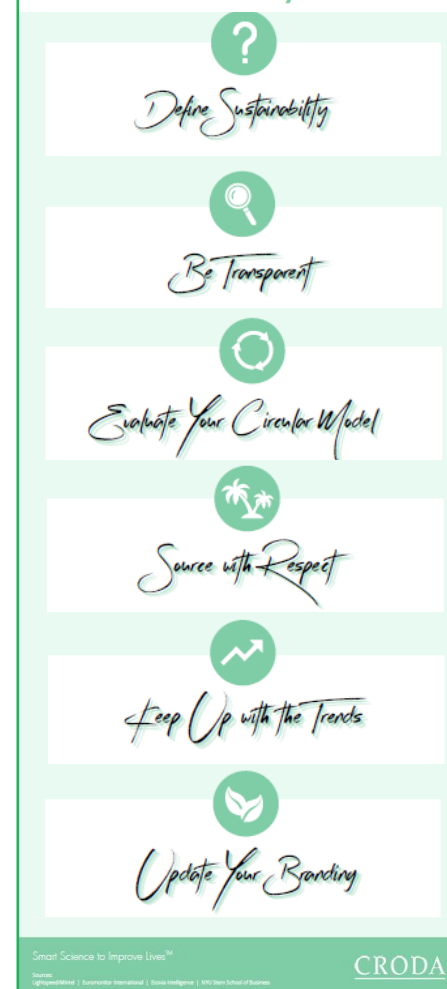 Define Sustainability
Be Transparent
Evaluate Your Circular Model
Source with Respect
Keep Up with the Trends
Update Your Branding
Smart Science to Improve Lives™
CRODA
Sources:
Lightspeed/Mintel | Euromonitor International | Ecovia Intelligence | NYU Stern School of Business